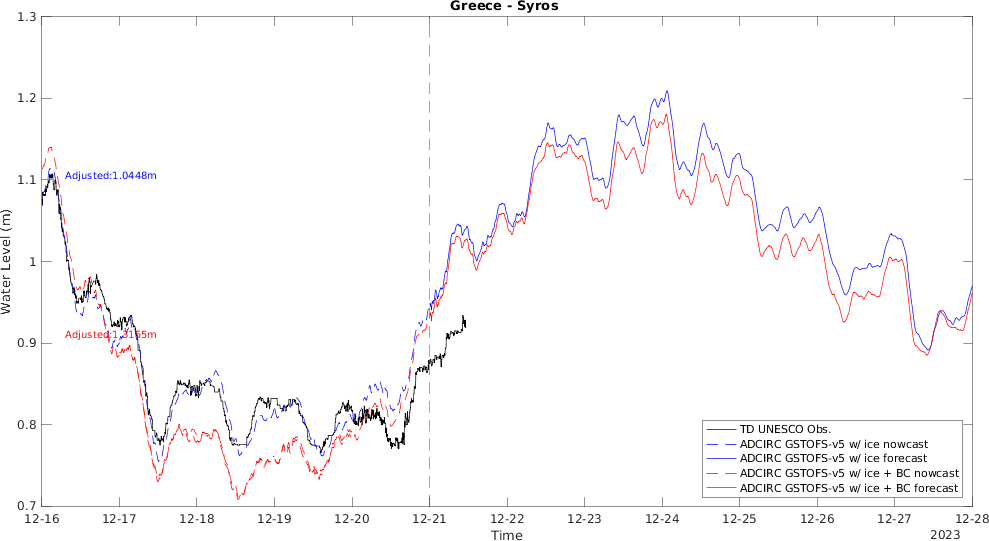 Greece - Syros
1.3
1.2
1.1
1
0.9
0.8
0.7
Water Level (m)
Adjusted:1.0448m
Adjusted:1.3165m
TD UNESCO Obs.
ADCIRC GSTOFS-v5 w/ ice nowcast
ADCIRC GSTOFS-v5 w/ ice forecast
ADCIRC GSTOFS-v5 w/ ice + BC nowcast
ADCIRC GSTOFS-v5 w/ ice + BC forecast
12-16 12-17 12-18 12-19 12-20 12-21 12-22 12-23 12-24 12-25 12-26 12-27 12-28
Time
2023